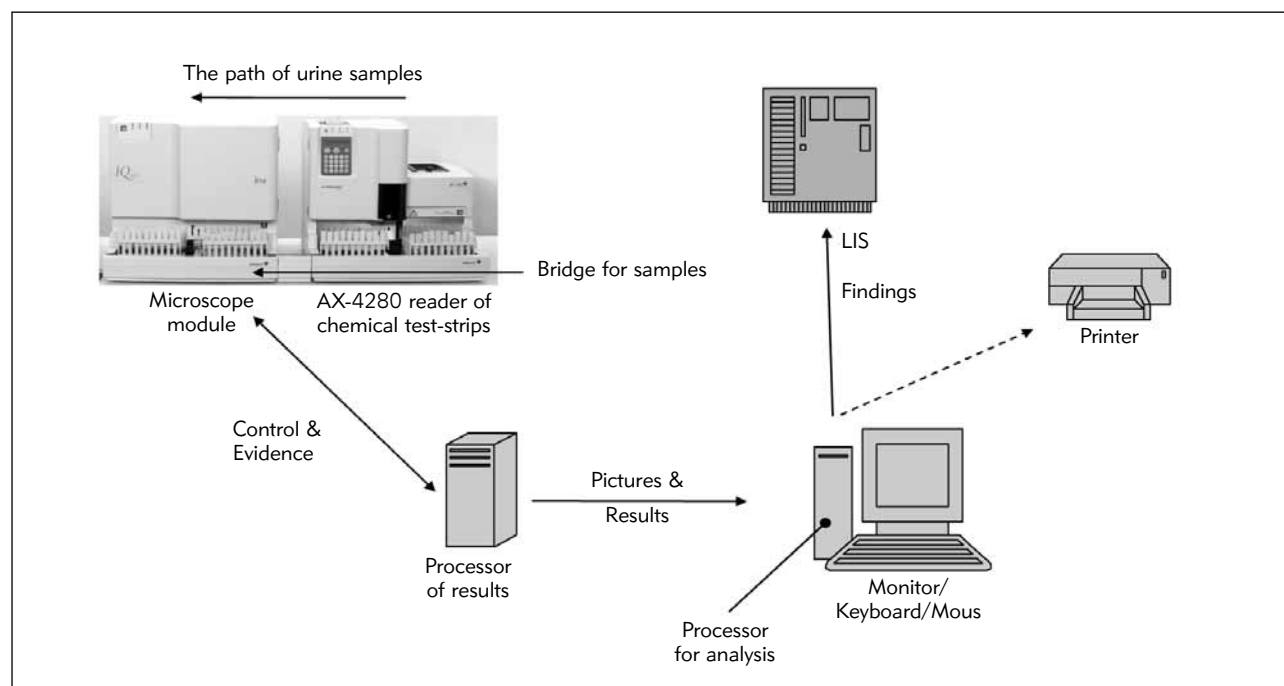 The path of urine samples
IQ
Bridge for samples
Microscope
module
AX-4280 reader of
chemical test-strips
LIS
Findings
Printer
Control &
Evidence
Pictures &
Results
Processor
of results
Monitor/
Keyboard/Mous
Processor
for analysis